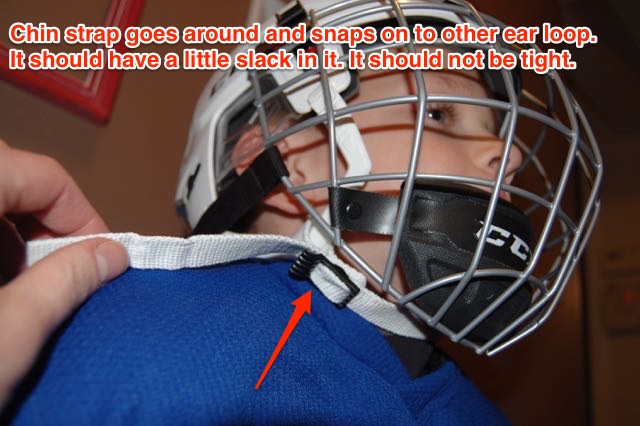 Chin strap goes around and snaps on to other ear loop.
It should have a little slack in it. It should not be tight.